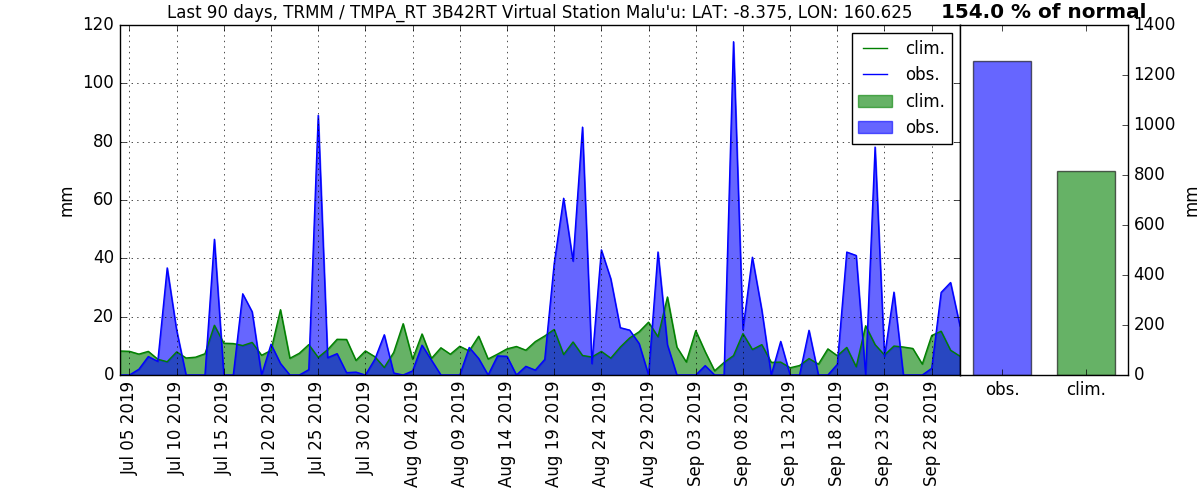 Last 90 days, TRMM / TMPA_RT 3B42RT Virtual Station Malu'u: LAT: -8.375, LON: 160.625
154.0 % of normal
120
100
80
60
40
20
0
mm
clim.
obs.
clim.
obs.
1400
1200
1000
800
600
400
200
0
mm
Jul 05 2019
Jul 10 2019
Jul 15 2019
Jul 20 2019
Jul 25 2019
Jul 30 2019
Aug 04 2019
Aug 09 2019
Aug 14 2019
Aug 19 2019
Aug 24 2019
Aug 29 2019
Sep 03 2019
Sep 08 2019
Sep 13 2019
Sep 18 2019
Sep 23 2019
Sep 28 2019
obs.
clim.